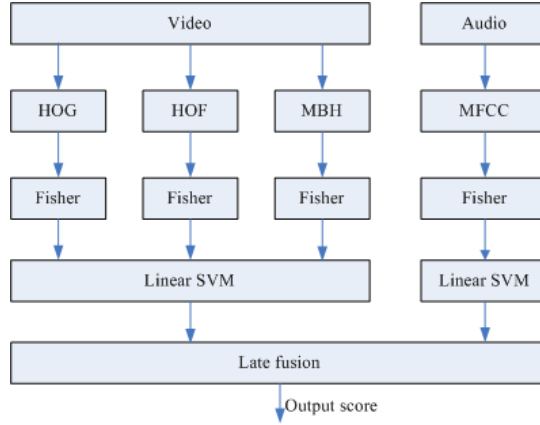 Video
Audio
HOG
HOF
MBH
MFCC
Fisher
Fisher
Fisher
Fisher
Linear SVM
Linear SVM
Late fusion
Output score